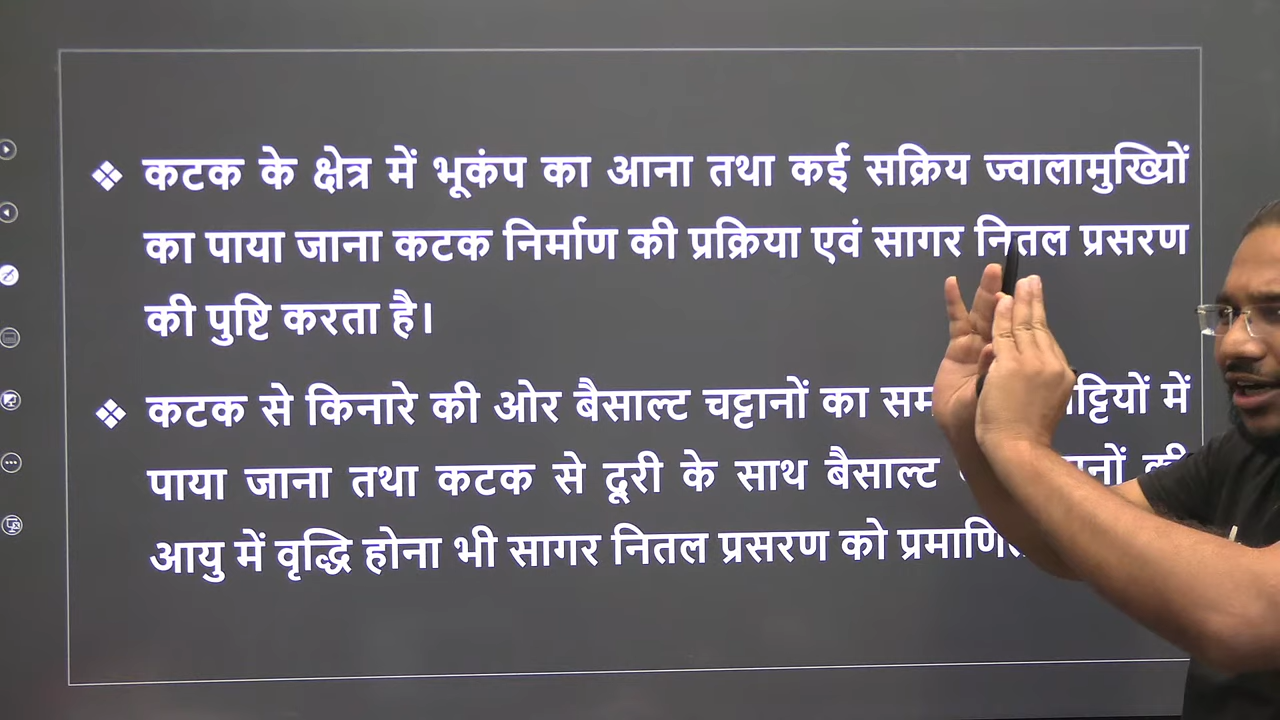 ❖ कटक के क्षेत्र में भूकंप का आना तथा कई सक्रिय ज्वालामुखियों
का पाया जाना कटक निर्माण की प्रक्रिया एवं सागर नितल प्रसरण
की पुष्टि करता है।
❖ कटक से किनारे की ओर बैसाल्ट चट्टानों का में
पाया जाना तथा कटक से दूरी के साथ बैसाल्ट की
आयु में वृद्धि होना भी सागर नितल प्रसरण को